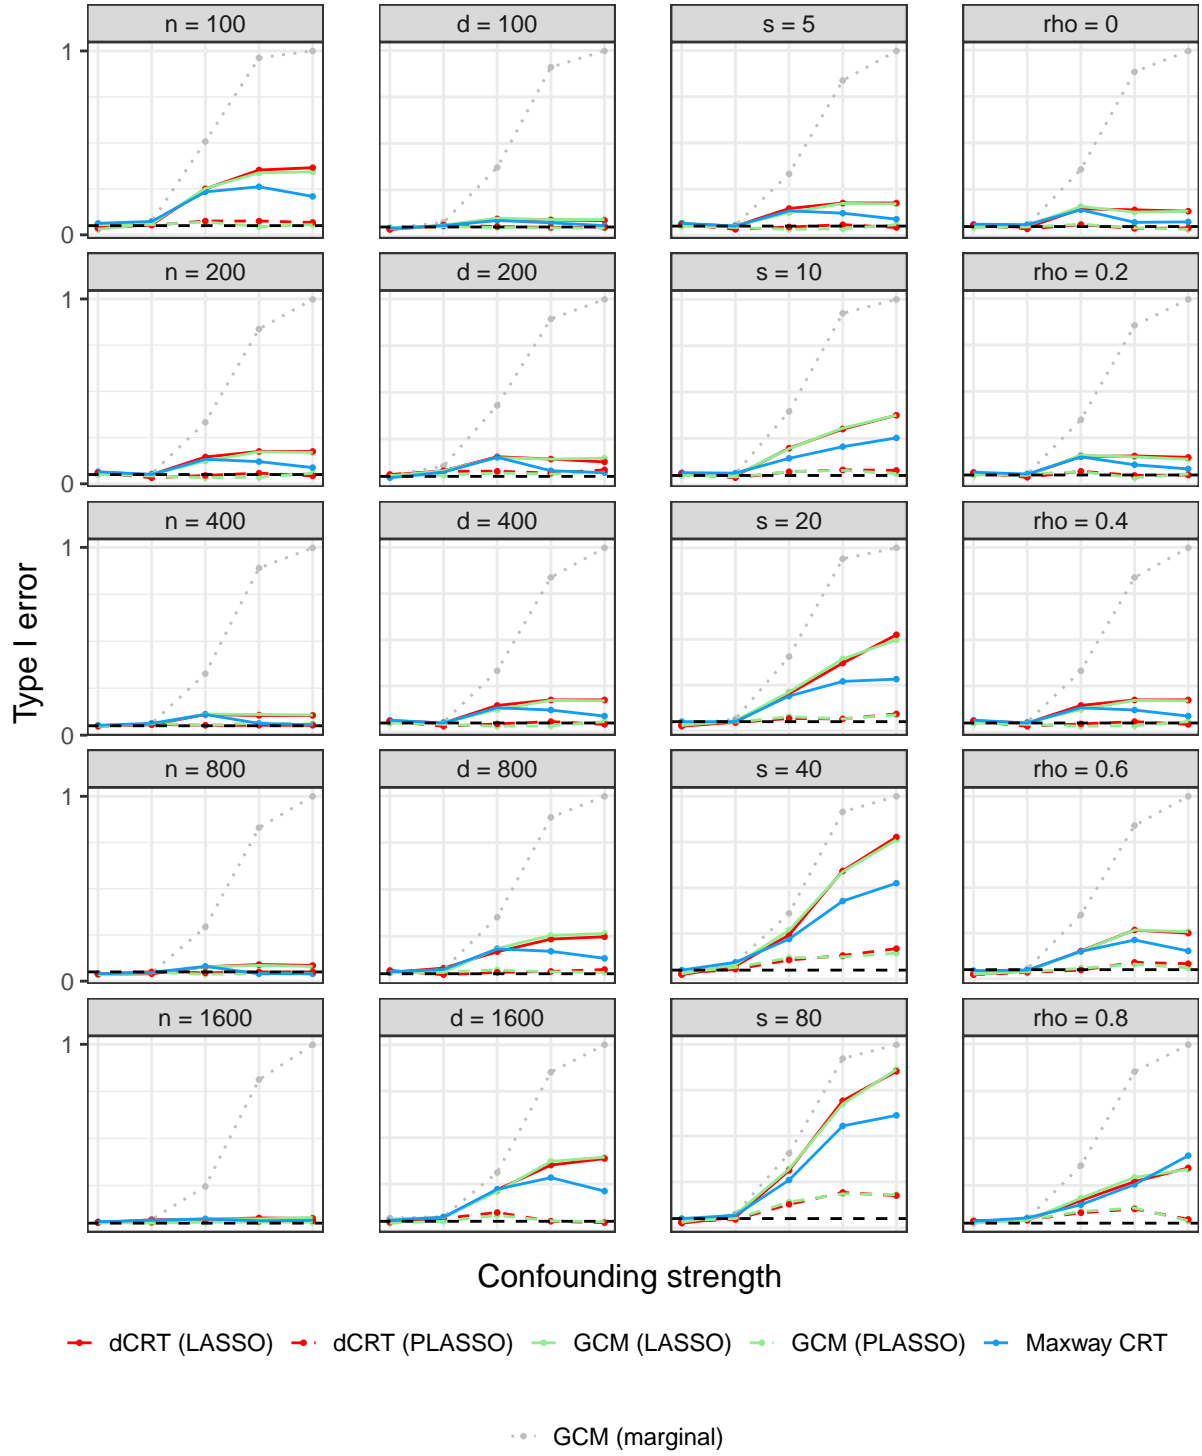 n = 100 d = 100 s = 5 rho = 0
1
0
n = 200 d = 200 s = 10 rho = 0.2
1
0
n = 400 d = 400 s = 20 rho = 0.4
1
0
n = 800 d = 800 s = 40 rho = 0.6
1
0
n = 1600 d = 1600 s = 80 rho = 0.8
1
Type I error
Confounding strength
dCRT (LASSO) dCRT (PLASSO) GCM (LASSO) GCM (PLASSO) Maxway CRT
GCM (marginal)